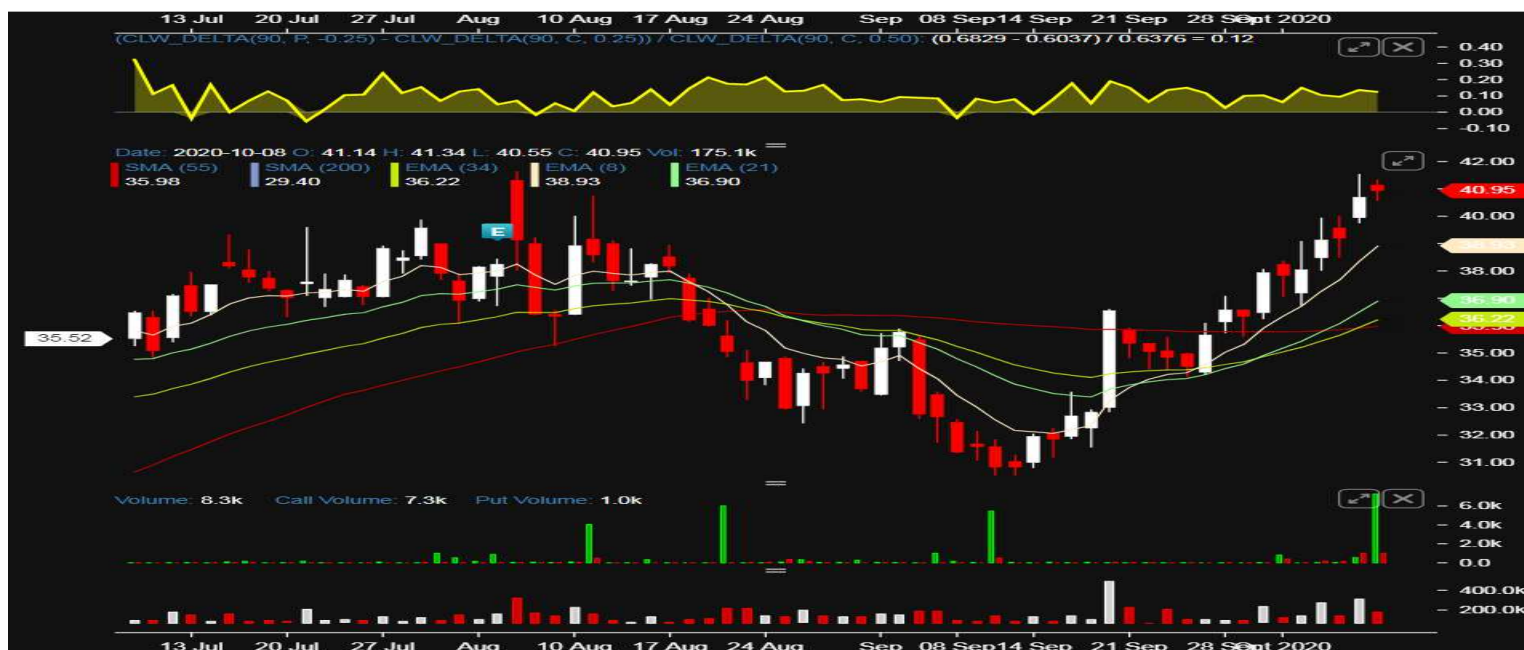 13 Jul 20 Jul 27 Jul Aug 10 Aug 17 Aug 24 Aug Sep 08 Sep 14 Sep 21 Sep 28 Sep Oct 2020
(CLW_DELTA(90, P, -0.25) - CLW_DELTA(90, C, 0.25)) / CLW_DELTA(90, C, 0.50): (0.6829 - 0.6037) / 0.6376 = 0.12
0.40
0.30
0.20
0.10
0.00
-0.10
Date: 2020-10-08 O: 41.14 H: 41.34 L: 40.55 C: 40.95 Vol: 175.1k
SMA (55) SMA (200) EMA (34) EMA (8) EMA (21)
35.98 29.40 36.22 38.93 36.90
42.00
40.95
40.00
E
38.93
38.00
36.90
36.22
35.98
35.52
35.00
34.00
33.00
32.00
31.00
Volume: 8.3k Call Volume: 7.3k Put Volume: 1.0k
6.0k
4.0k
2.0k
0.0
400.0k
200.0k
13 Jul 20 Jul 27 Jul Aug 10 Aug 17 Aug 24 Aug Sep 08 Sep 14 Sep 21 Sep 28 Sep Oct 2020